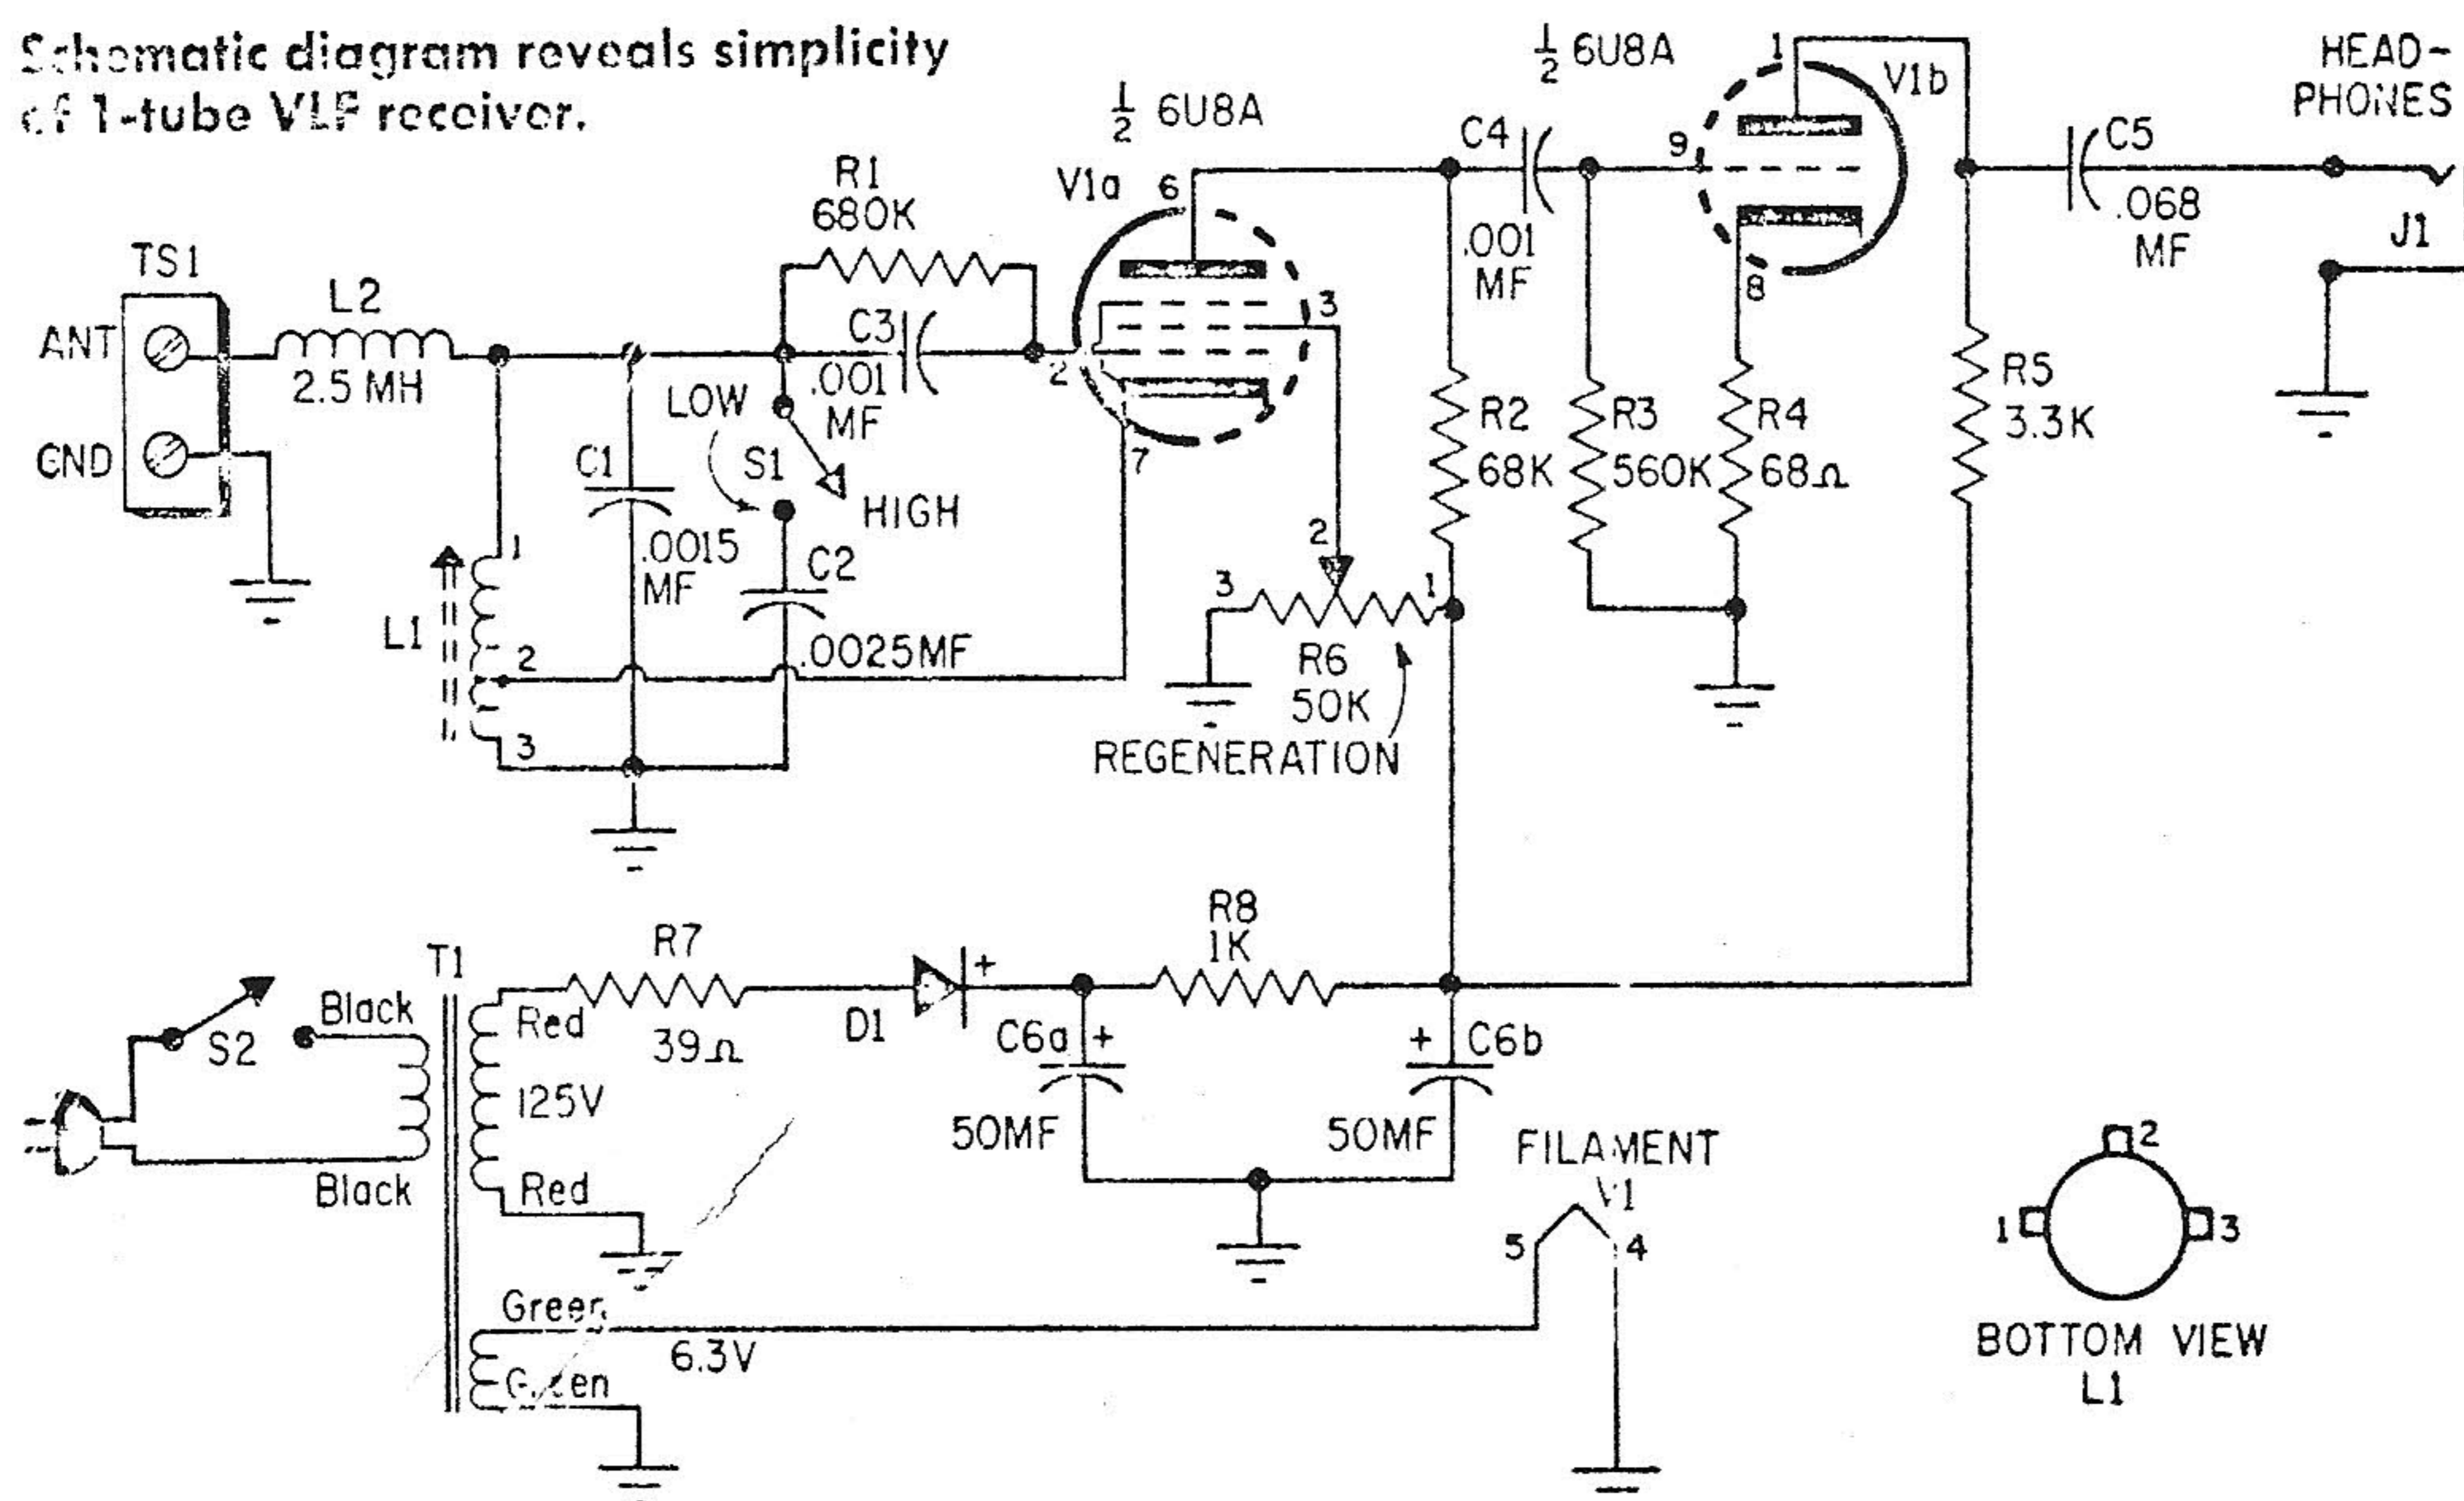 Schematic diagram reveals simplicity
of 1-tube VLF receiver.
½ 6U8A
V1a
6
3
2
7
½ 6U8A
V1b
1
9
8
HEAD-
PHONES
J1
TS1
ANT
GND
L2
2.5 MH
R1
680K
C3
.001
MF
LOW
S1
HIGH
C1
.0015
MF
C2
.0025MF
L1
1
2
3
C4
.001
MF
C5
.068
MF
R2
68K
R3
560K
R4
68Ω
R5
3.3K
3
2
1
R6
50K
REGENERATION
T1
S2
Black
Black
Red
125V
Red
Green
6.3V
Green
R7
39Ω
D1
+
R8
1K
C6a
+
50MF
+
C6b
50MF
FILAMENT
V1
5
4
1
2
3
BOTTOM VIEW
L1